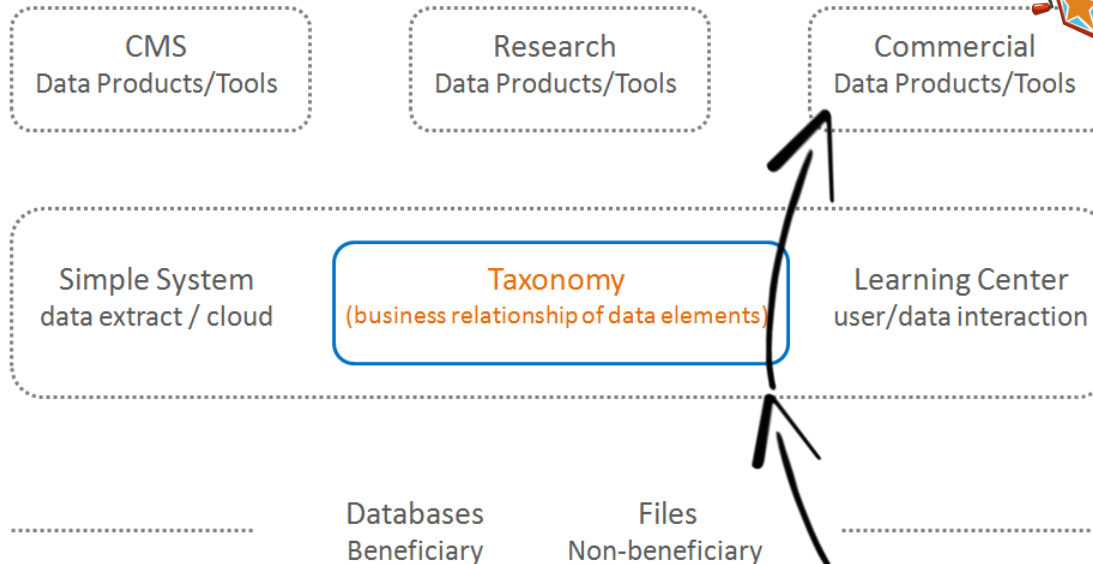 CMS
Data Products/Tools
Research
Data Products/Tools
Commercial
Data Products/Tools
Simple System
data extract / cloud
Taxonomy
(business relationship of data elements)
Learning Center
user/data interaction
Databases
Beneficiary
Files
Non-beneficiary